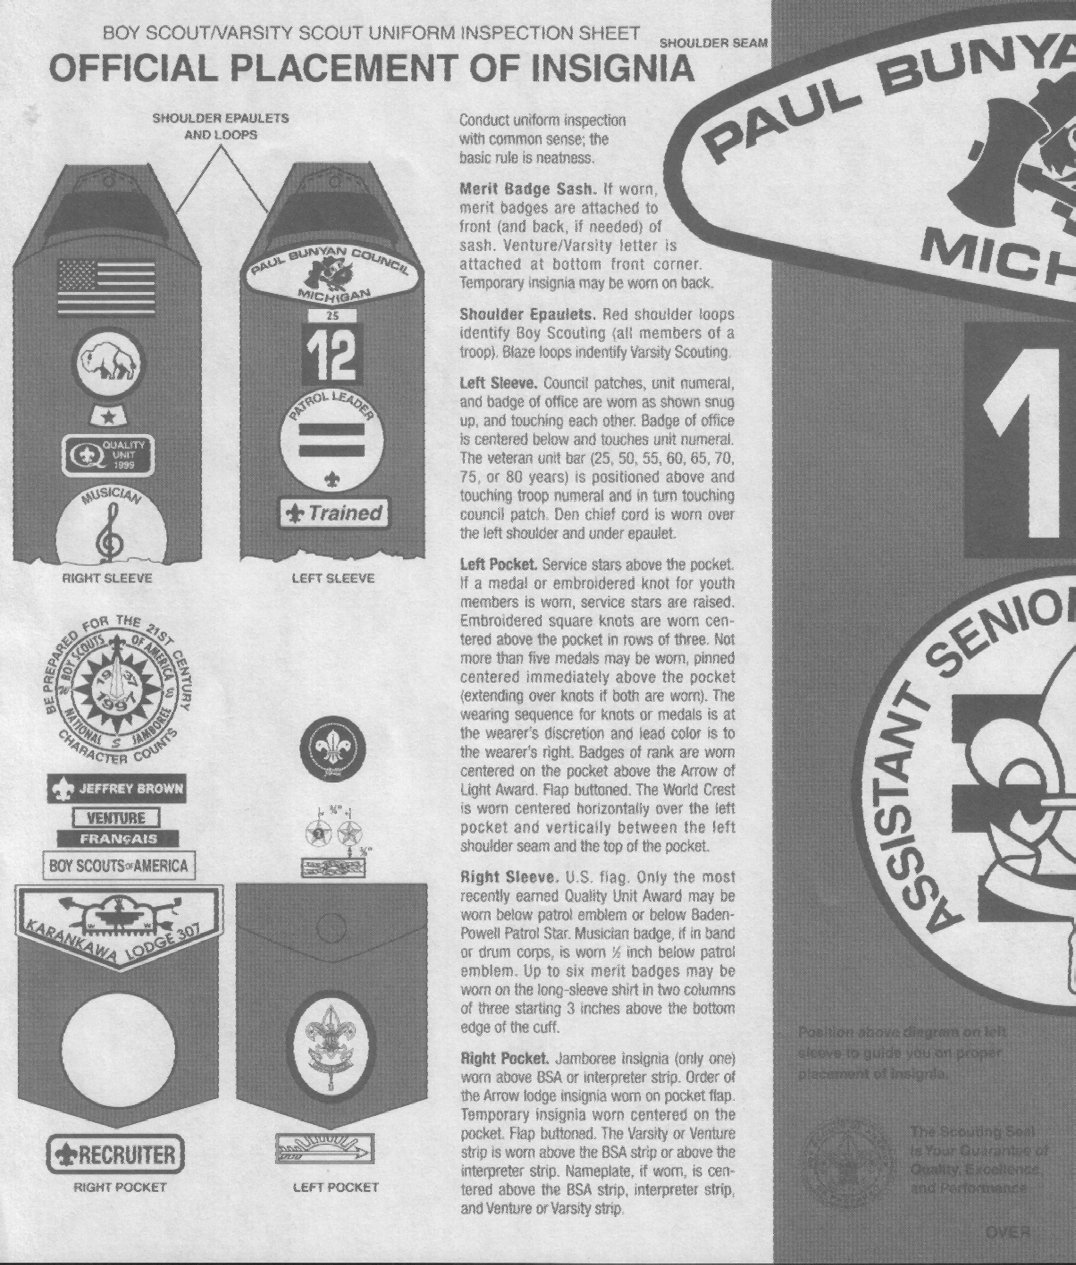 BOY SCOUT/VARSITY SCOUT UNIFORM INSPECTION SHEET
OFFICIAL PLACEMENT OF INSIGNIA
SHOULDER SEAM
SHOULDER EPAULETS
AND LOOPS
PAUL BUNYAN COUNCIL
MICHIGAN
25
12
PATROL LEADER
Trained
QUALITY
UNIT
1999
MUSICIAN
RIGHT SLEEVE
LEFT SLEEVE
BE PREPARED FOR THE 21ST CENTURY
BOY SCOUTS OF AMERICA
1937
1997
NATIONAL JAMBOREE
CHARACTER COUNTS
JEFFREY BROWN
VENTURE
FRANÇAIS
BOY SCOUTS OF AMERICA
KARANKAWA LODGE 307
RECRUITER
RIGHT POCKET
3/4"
3/8"
LEFT POCKET
Conduct uniform inspection
with common sense; the
basic rule is neatness.
Merit Badge Sash. If worn,
merit badges are attached to
front (and back, if needed) of
sash. Venture/Varsity letter is
attached at bottom front corner.
Temporary insignia may be worn on back.
Shoulder Epaulets. Red shoulder loops
identify Boy Scouting (all members of a
troop). Blaze loops indentify Varsity Scouting.
Left Sleeve. Council patches, unit numeral,
and badge of office are worn as shown snug
up, and touching each other. Badge of office
is centered below and touches unit numeral.
The veteran unit bar (25, 50, 55, 60, 65, 70,
75, or 80 years) is positioned above and
touching troop numeral and in turn touching
council patch. Den chief cord is worn over
the left shoulder and under epaulet.
Left Pocket. Service stars above the pocket.
If a medal or embroidered knot for youth
members is worn, service stars are raised.
Embroidered square knots are worn cen-
tered above the pocket in rows of three. Not
more than five medals may be worn, pinned
centered immediately above the pocket
(extending over knots if both are worn). The
wearing sequence for knots or medals is at
the wearer's discretion and lead color is to
the wearer's right. Badges of rank are worn
centered on the pocket above the Arrow of
Light Award. Flap buttoned. The World Crest
is worn centered horizontally over the left
pocket and vertically between the left
shoulder seam and the top of the pocket.
Right Sleeve. U.S. flag. Only the most
recently earned Quality Unit Award may be
worn below patrol emblem or below Baden-
Powell Patrol Star. Musician badge, if in band
or drum corps, is worn ½ inch below patrol
emblem. Up to six merit badges may be
worn on the long-sleeve shirt in two columns
of three starting 3 inches above the bottom
edge of the cuff.
Right Pocket. Jamboree insignia (only one)
worn above BSA or interpreter strip. Order of
the Arrow lodge insignia worn on pocket flap.
Temporary insignia worn centered on the
pocket. Flap buttoned. The Varsity or Venture
strip is worn above the BSA strip or above the
interpreter strip. Nameplate, if worn, is cen-
tered above the BSA strip, interpreter strip,
and Venture or Varsity strip.
PAUL BUNYA
MICH
1
ASSISTANT SENIO
Position above diagram on left
sleeve to guide you on proper
placement of insignia.
The Scouting Seal
is Your Guarantee of
Quality, Excellence,
and Performance
OVER